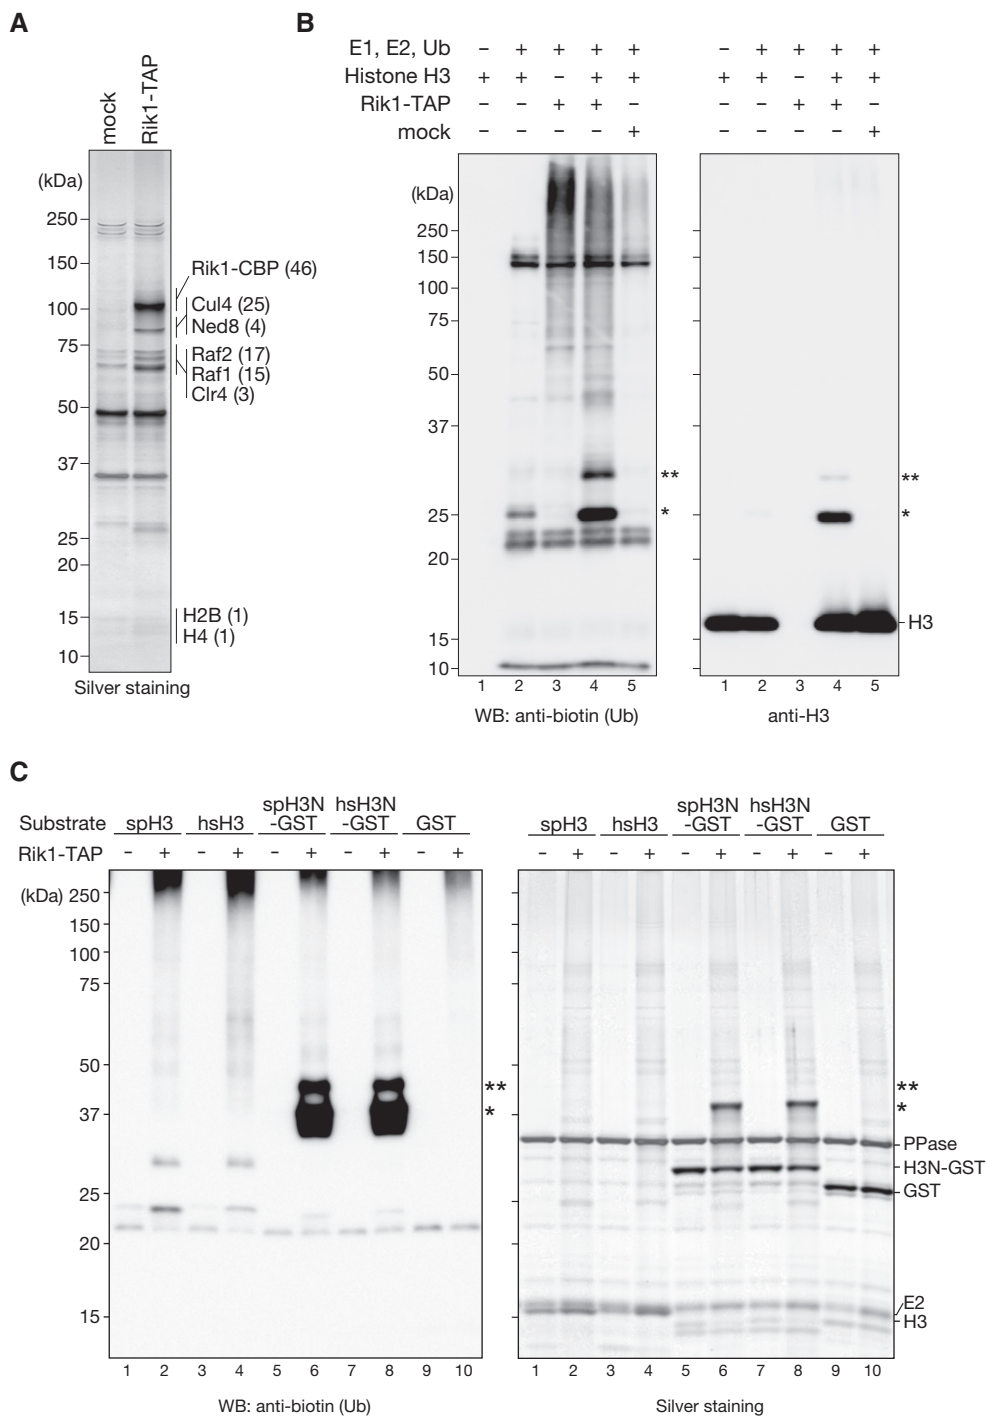 A
mock
Rik1-TAP
(kDa)
250
150
100
75
50
37
25
20
15
10
Rik1-CBP (46)
Cul4 (25)
Ned8 (4)
Raf2 (17)
Raf1 (15)
Clr4 (3)
H2B (1)
H4 (1)
Silver staining
B
E1, E2, Ub – + + + + – + + + +
Histone H3 + + – + + + + – + +
Rik1-TAP – – + + – – – + + –
mock – – – – + – – – – +
(kDa)
250
150
100
75
50
37
25
20
15
10
**
*
**
*
H3
1 2 3 4 5 1 2 3 4 5
WB: anti-biotin (Ub) anti-H3
C
Substrate spH3 hsH3 spH3N-GST hsH3N-GST GST
Rik1-TAP – + – + – + – + – +
(kDa)
250
150
100
75
50
37
25
20
15
**
*
1 2 3 4 5 6 7 8 9 10
WB: anti-biotin (Ub)
spH3 hsH3 spH3N-GST hsH3N-GST GST
– + – + – + – + – +
**
*
PPase
H3N-GST
GST
E2
H3
1 2 3 4 5 6 7 8 9 10
Silver staining